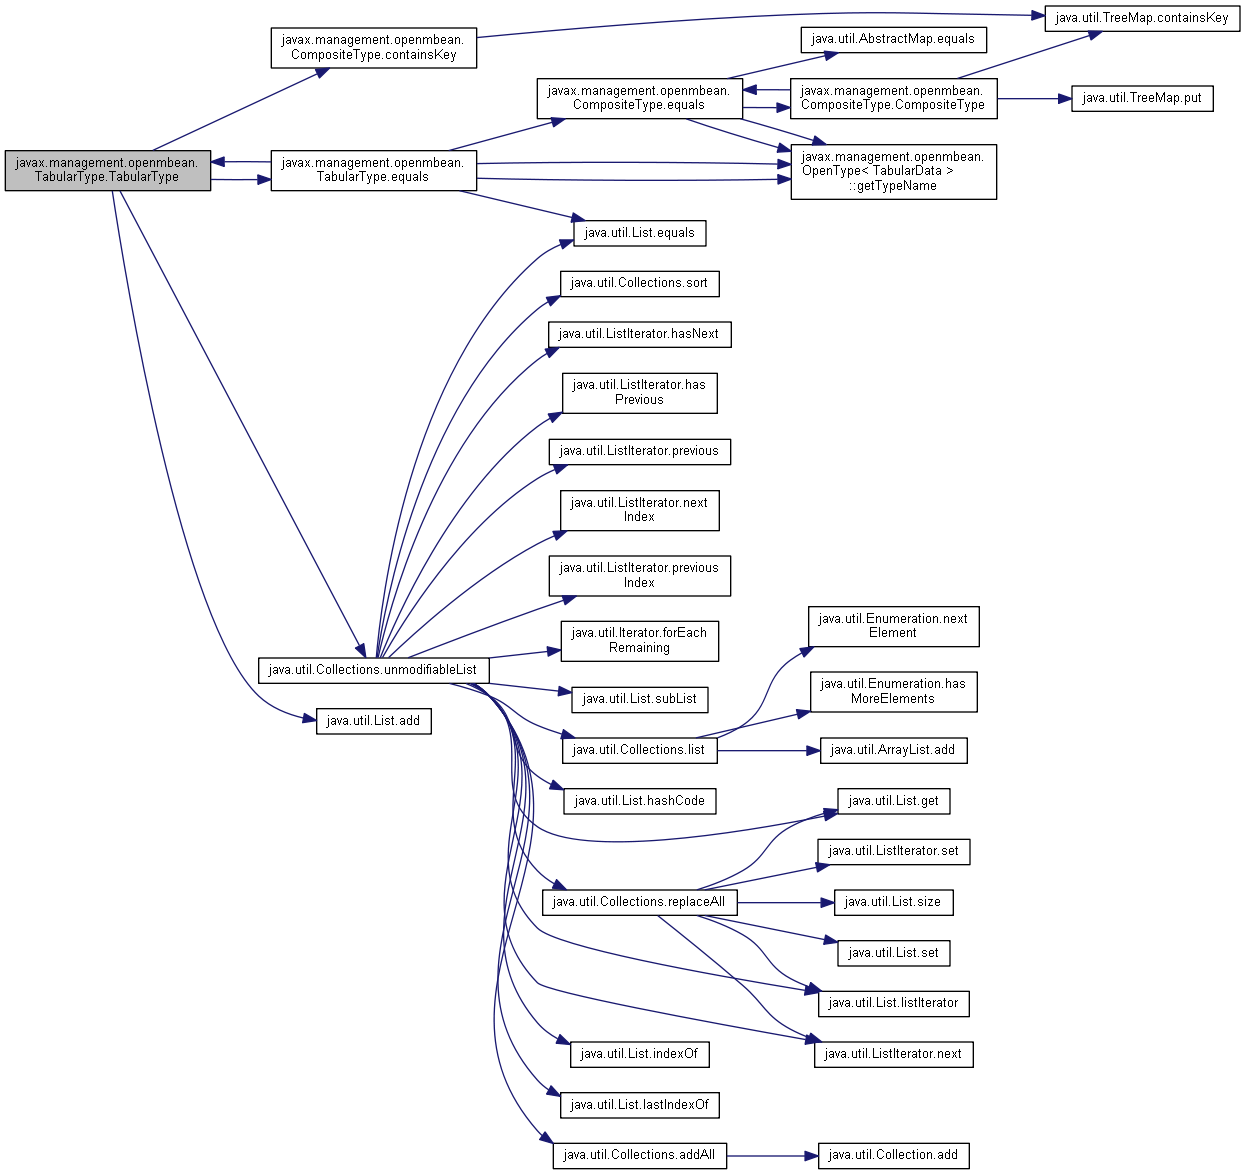 javax.management.openmbean.
TabularType.TabularType
javax.management.openmbean.
CompositeType.containsKey
java.util.TreeMap.containsKey
javax.management.openmbean.
TabularType.equals
javax.management.openmbean.
CompositeType.equals
java.util.AbstractMap.equals
javax.management.openmbean.
CompositeType.CompositeType
java.util.TreeMap.put
javax.management.openmbean.
OpenType< TabularData >
::getTypeName
java.util.List.equals
java.util.Collections.sort
java.util.ListIterator.hasNext
java.util.ListIterator.has
Previous
java.util.ListIterator.previous
java.util.ListIterator.next
Index
java.util.ListIterator.previous
Index
java.util.Iterator.forEach
Remaining
java.util.Collections.unmodifiableList
java.util.List.add
java.util.List.subList
java.util.Collections.list
java.util.Enumeration.next
Element
java.util.Enumeration.has
MoreElements
java.util.ArrayList.add
java.util.List.hashCode
java.util.List.get
java.util.ListIterator.set
java.util.Collections.replaceAll
java.util.List.size
java.util.List.set
java.util.List.listIterator
java.util.ListIterator.next
java.util.List.indexOf
java.util.List.lastIndexOf
java.util.Collections.addAll
java.util.Collection.add